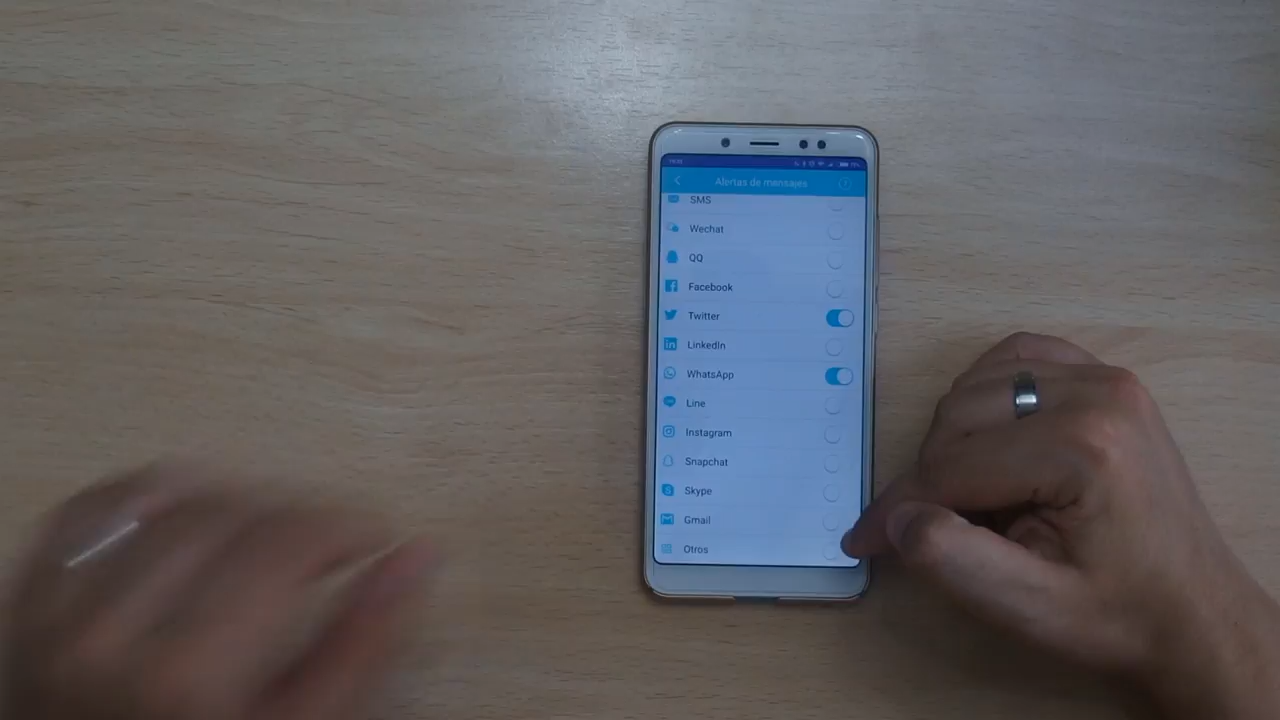 Alertas de mensajes
SMS
Wechat
QQ
Facebook
Twitter
LinkedIn
WhatsApp
Line
Instagram
Snapchat
Skype
Gmail
Otros